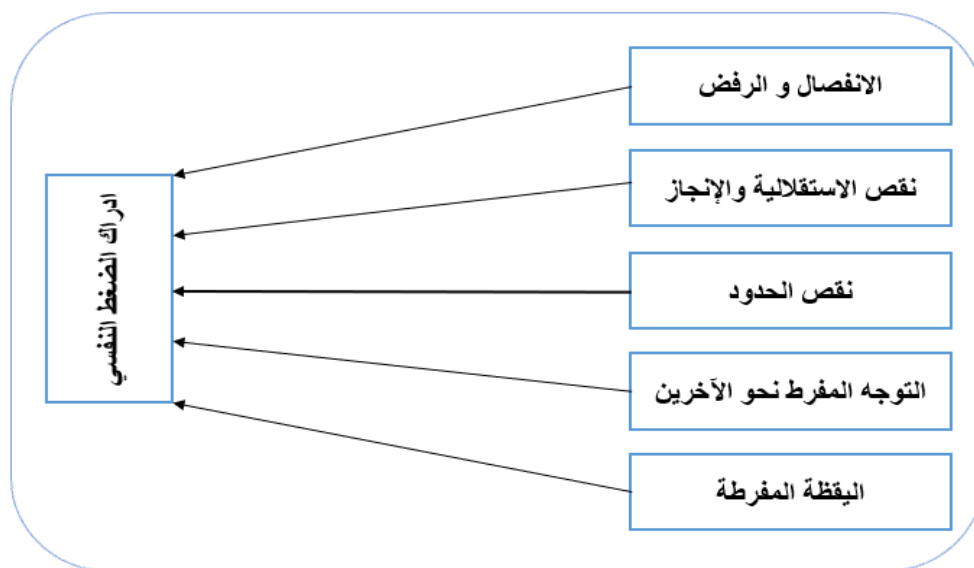 الانفصال و الرفض
نقص الاستقلالية والإنجاز
نقص الحدود
التوجه المفرط نحو الآخرين
اليقظة المفرطة
ادراك الضغط النفسي